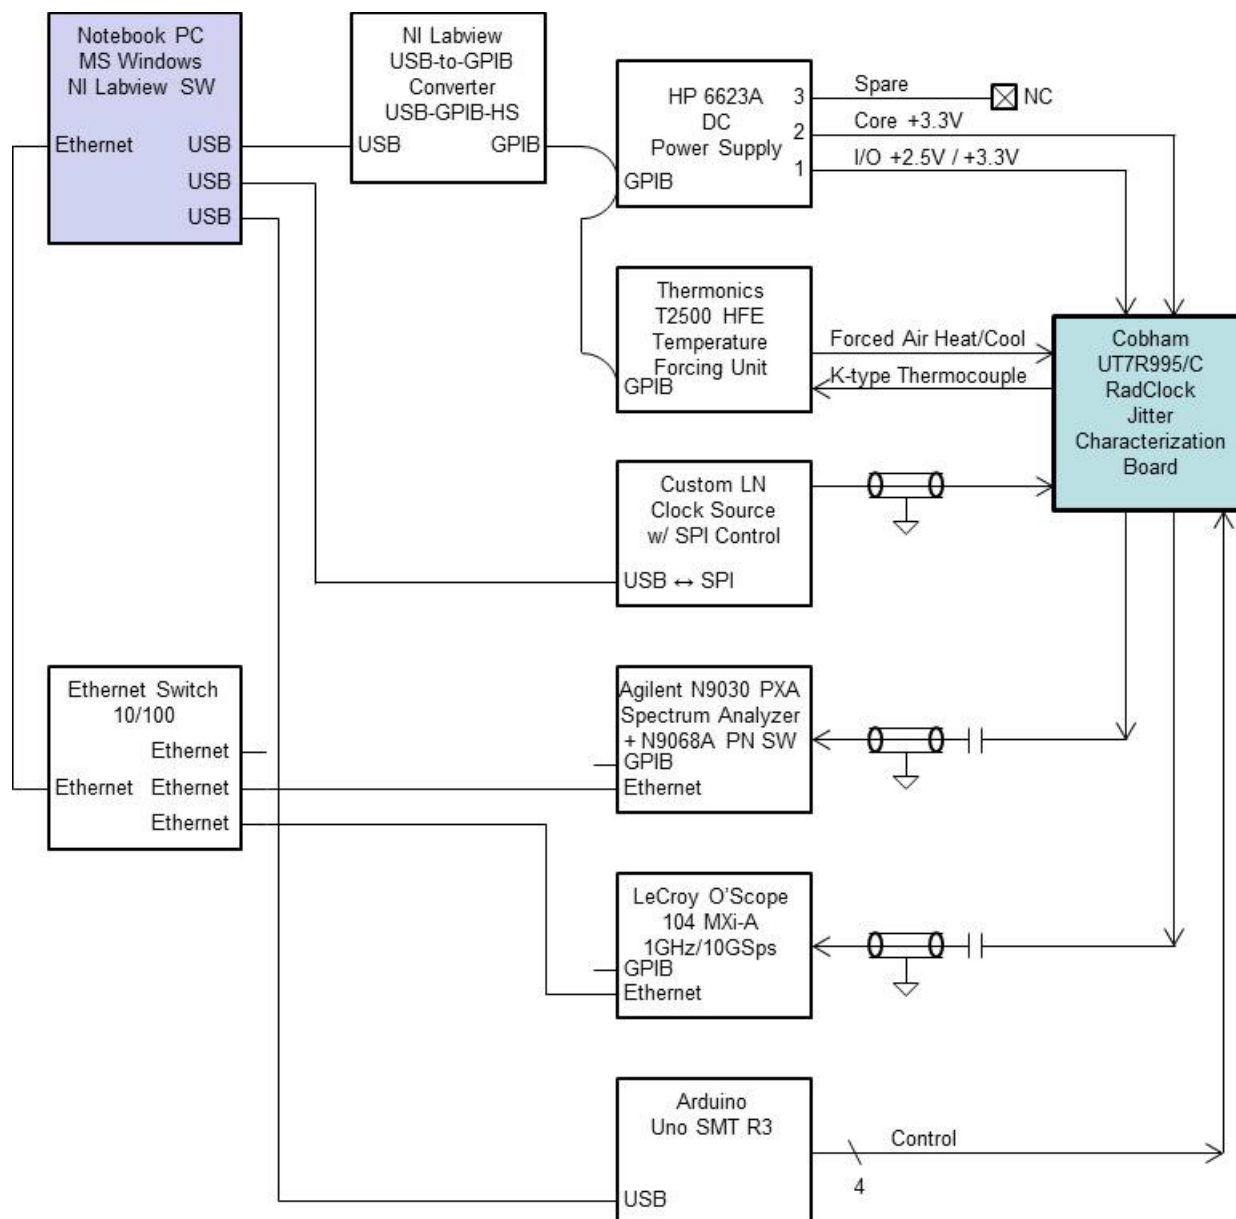 Notebook PC
MS Windows
NI Labview SW
Ethernet
USB
USB
USB
NI Labview
USB-to-GPIB
Converter
USB-GPIB-HS
USB
GPIB
HP 6623A
DC
Power Supply
3
2
1
GPIB
Spare
NC
Core +3.3V
I/O +2.5V / +3.3V
Thermonics
T2500 HFE
Temperature
Forcing Unit
GPIB
Forced Air Heat/Cool
K-type Thermocouple
Cobham
UT7R995/C
RadClock
Jitter
Characterization
Board
Custom LN
Clock Source
w/ SPI Control
USB ↔ SPI
Ethernet Switch
10/100
Ethernet
Ethernet
Ethernet
Ethernet
Agilent N9030 PXA
Spectrum Analyzer
+ N9068A PN SW
GPIB
Ethernet
LeCroy O'Scope
104 MXi-A
1GHz/10GSps
GPIB
Ethernet
Arduino
Uno SMT R3
USB
Control
4